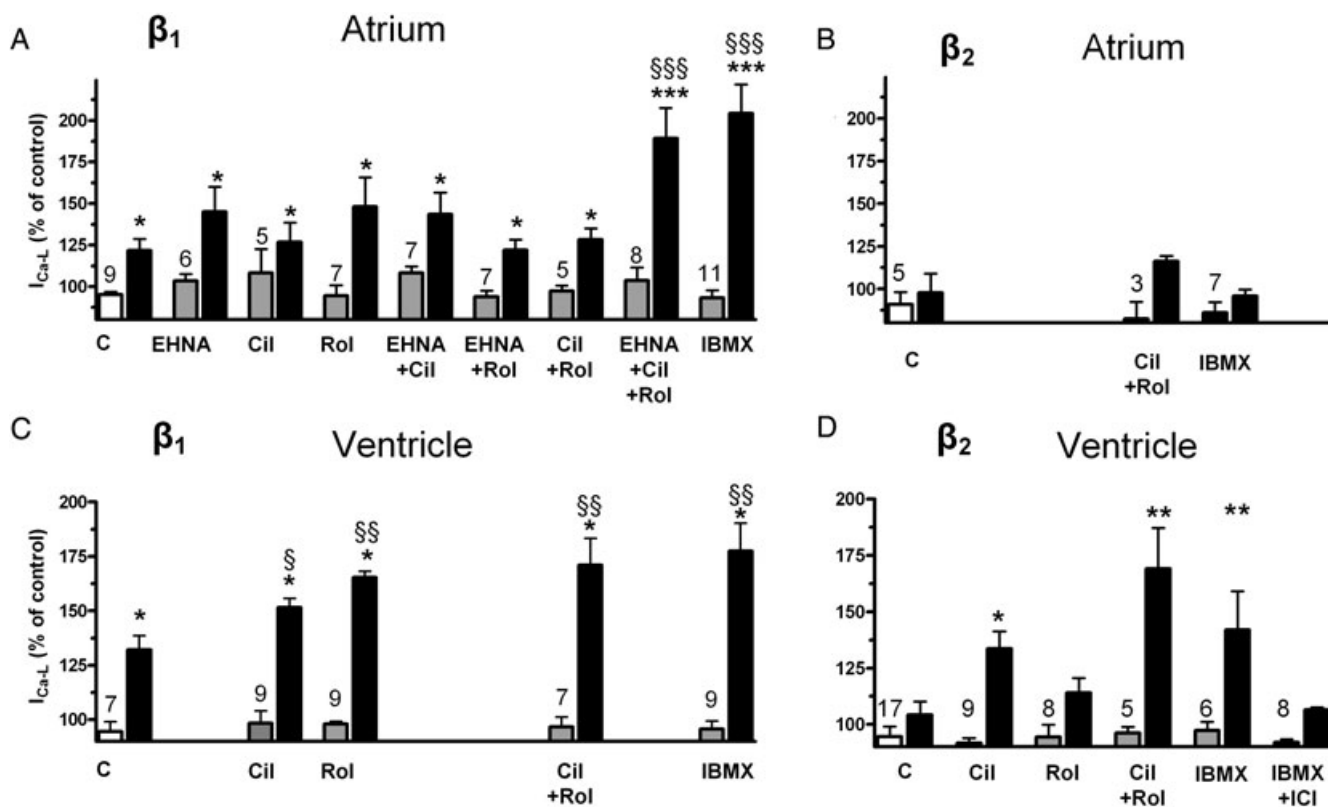 A
β1
Atrium
ICa-L (% of control)
200
175
150
125
100
9
*
6
*
5
*
7
*
7
*
7
*
5
*
8
§§§
***
11
§§§
***
C
EHNA
Cil
Rol
EHNA
+Cil
EHNA
+Rol
Cil
+Rol
EHNA
+Cil
+Rol
IBMX
B
β2
Atrium
200
175
150
125
100
5
3
7
C
Cil
+Rol
IBMX
C
β1
Ventricle
ICa-L (% of control)
200
175
150
125
100
7
*
9
§
*
9
§§
*
7
§§
*
9
§§
*
C
Cil
Rol
Cil
+Rol
IBMX
D
β2
Ventricle
200
175
150
125
100
17
9
*
8
5
**
6
**
8
C
Cil
Rol
Cil
+Rol
IBMX
IBMX
+ICI